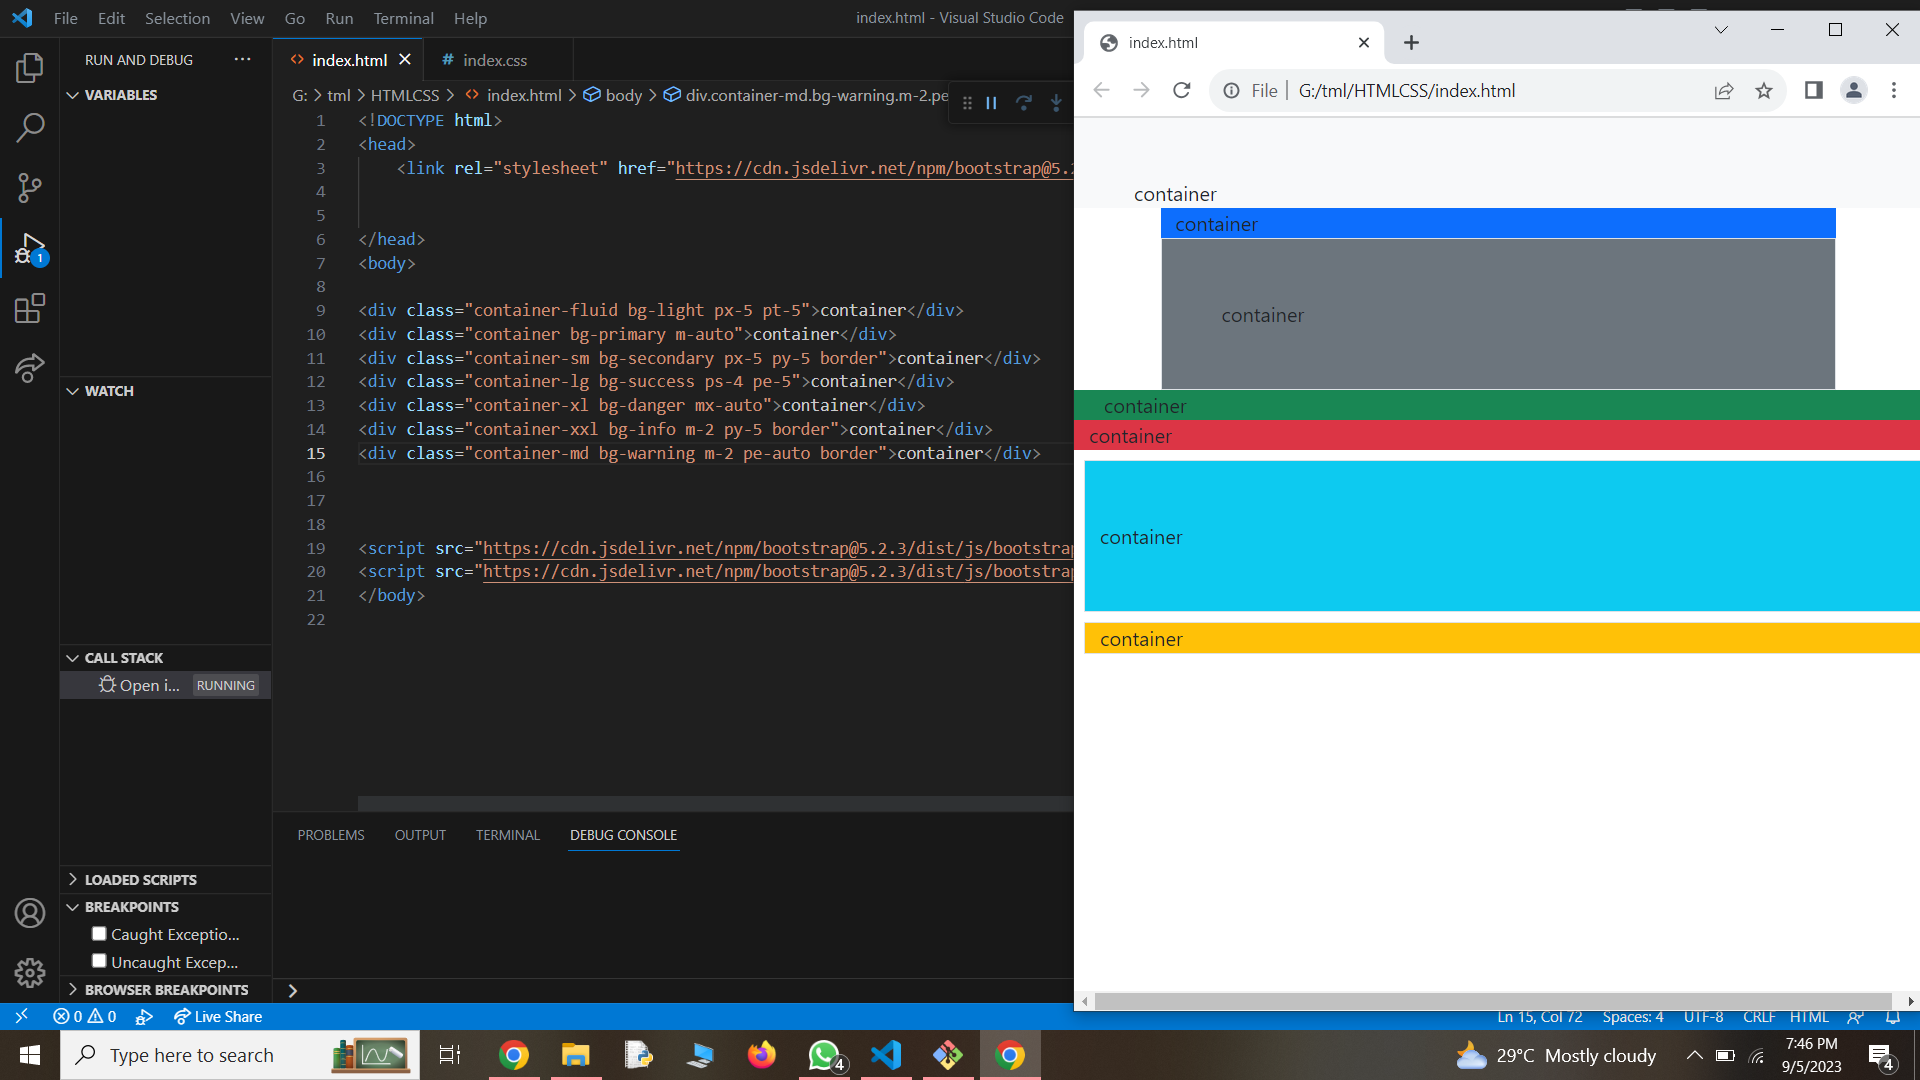 File Edit Selection View Go Run Terminal Help
index.html - Visual Studio Code
RUN AND DEBUG
VARIABLES
WATCH
CALL STACK
Open i... RUNNING
LOADED SCRIPTS
BREAKPOINTS
Caught Exceptio...
Uncaught Excep...
BROWSER BREAKPOINTS
1
index.html
# index.css
G: > tml > HTMLCSS > index.html > body > div.container-md.bg-warning.m-2.pe
1 <!DOCTYPE html>
2 <head>
3 <link rel="stylesheet" href="https://cdn.jsdelivr.net/npm/bootstrap@5.2
4
5
6 </head>
7 <body>
8
9 <div class="container-fluid bg-light px-5 pt-5">container</div>
10 <div class="container bg-primary m-auto">container</div>
11 <div class="container-sm bg-secondary px-5 py-5 border">container</div>
12 <div class="container-lg bg-success ps-4 pe-5">container</div>
13 <div class="container-xl bg-danger mx-auto">container</div>
14 <div class="container-xxl bg-info m-2 py-5 border">container</div>
15 <div class="container-md bg-warning m-2 pe-auto border">container</div>
16
17
18
19 <script src="https://cdn.jsdelivr.net/npm/bootstrap@5.2.3/dist/js/bootstrap
20 <script src="https://cdn.jsdelivr.net/npm/bootstrap@5.2.3/dist/js/bootstrap
21 </body>
22
PROBLEMS OUTPUT TERMINAL DEBUG CONSOLE
index.html
File | G:/tml/HTMLCSS/index.html
container
container
container
container
container
container
container
0 0 Live Share
Ln 15, Col 72 Spaces: 4 UTF-8 CRLF HTML
Type here to search
4
29°C Mostly cloudy
7:46 PM
9/5/2023
4